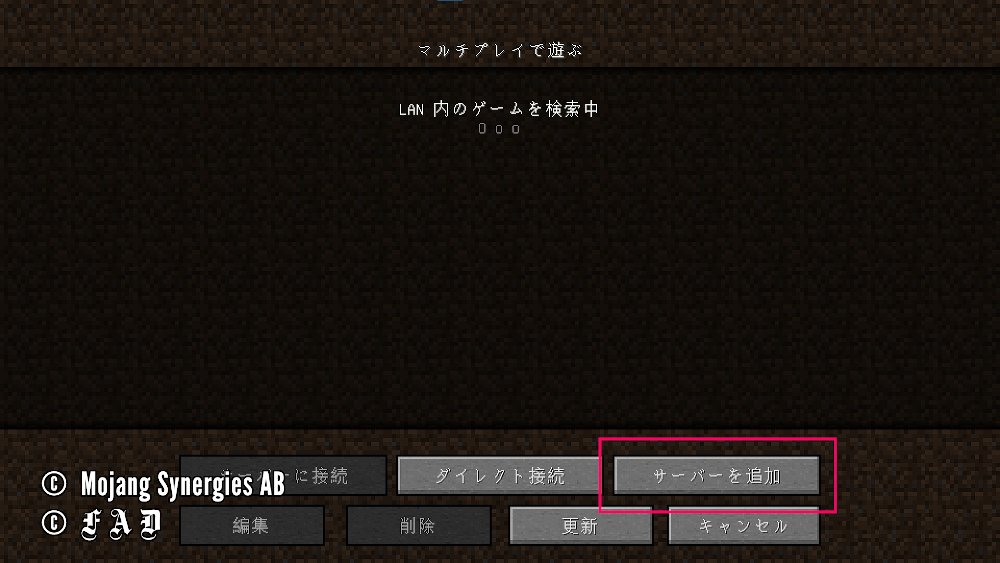 マルチプレイで遊ぶ
LAN 内のゲームを検索中
に接続
ダイレクト接続
サーバーを追加
© Mojang Synergies AB
© FAD
編集
削除
更新
キャンセル